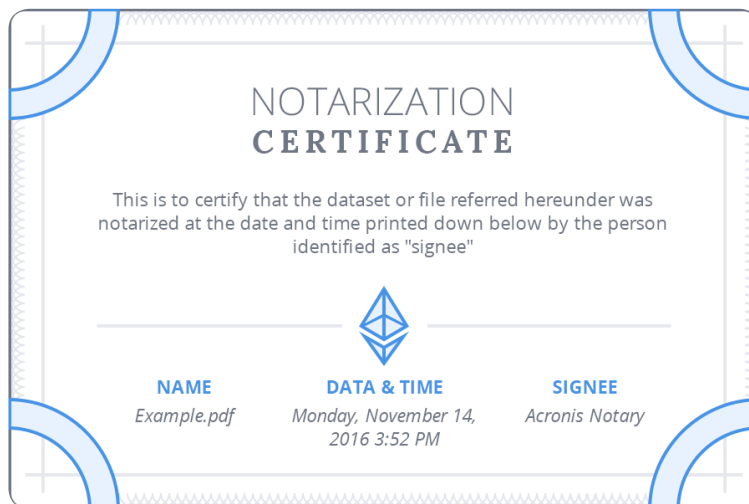 NOTARIZATION
CERTIFICATE
This is to certify that the dataset or file referred hereunder was
notarized at the date and time printed down below by the person
identified as "signee"
NAME
Example.pdf
DATA & TIME
Monday, November 14,
2016 3:52 PM
SIGNEE
Acronis Notary